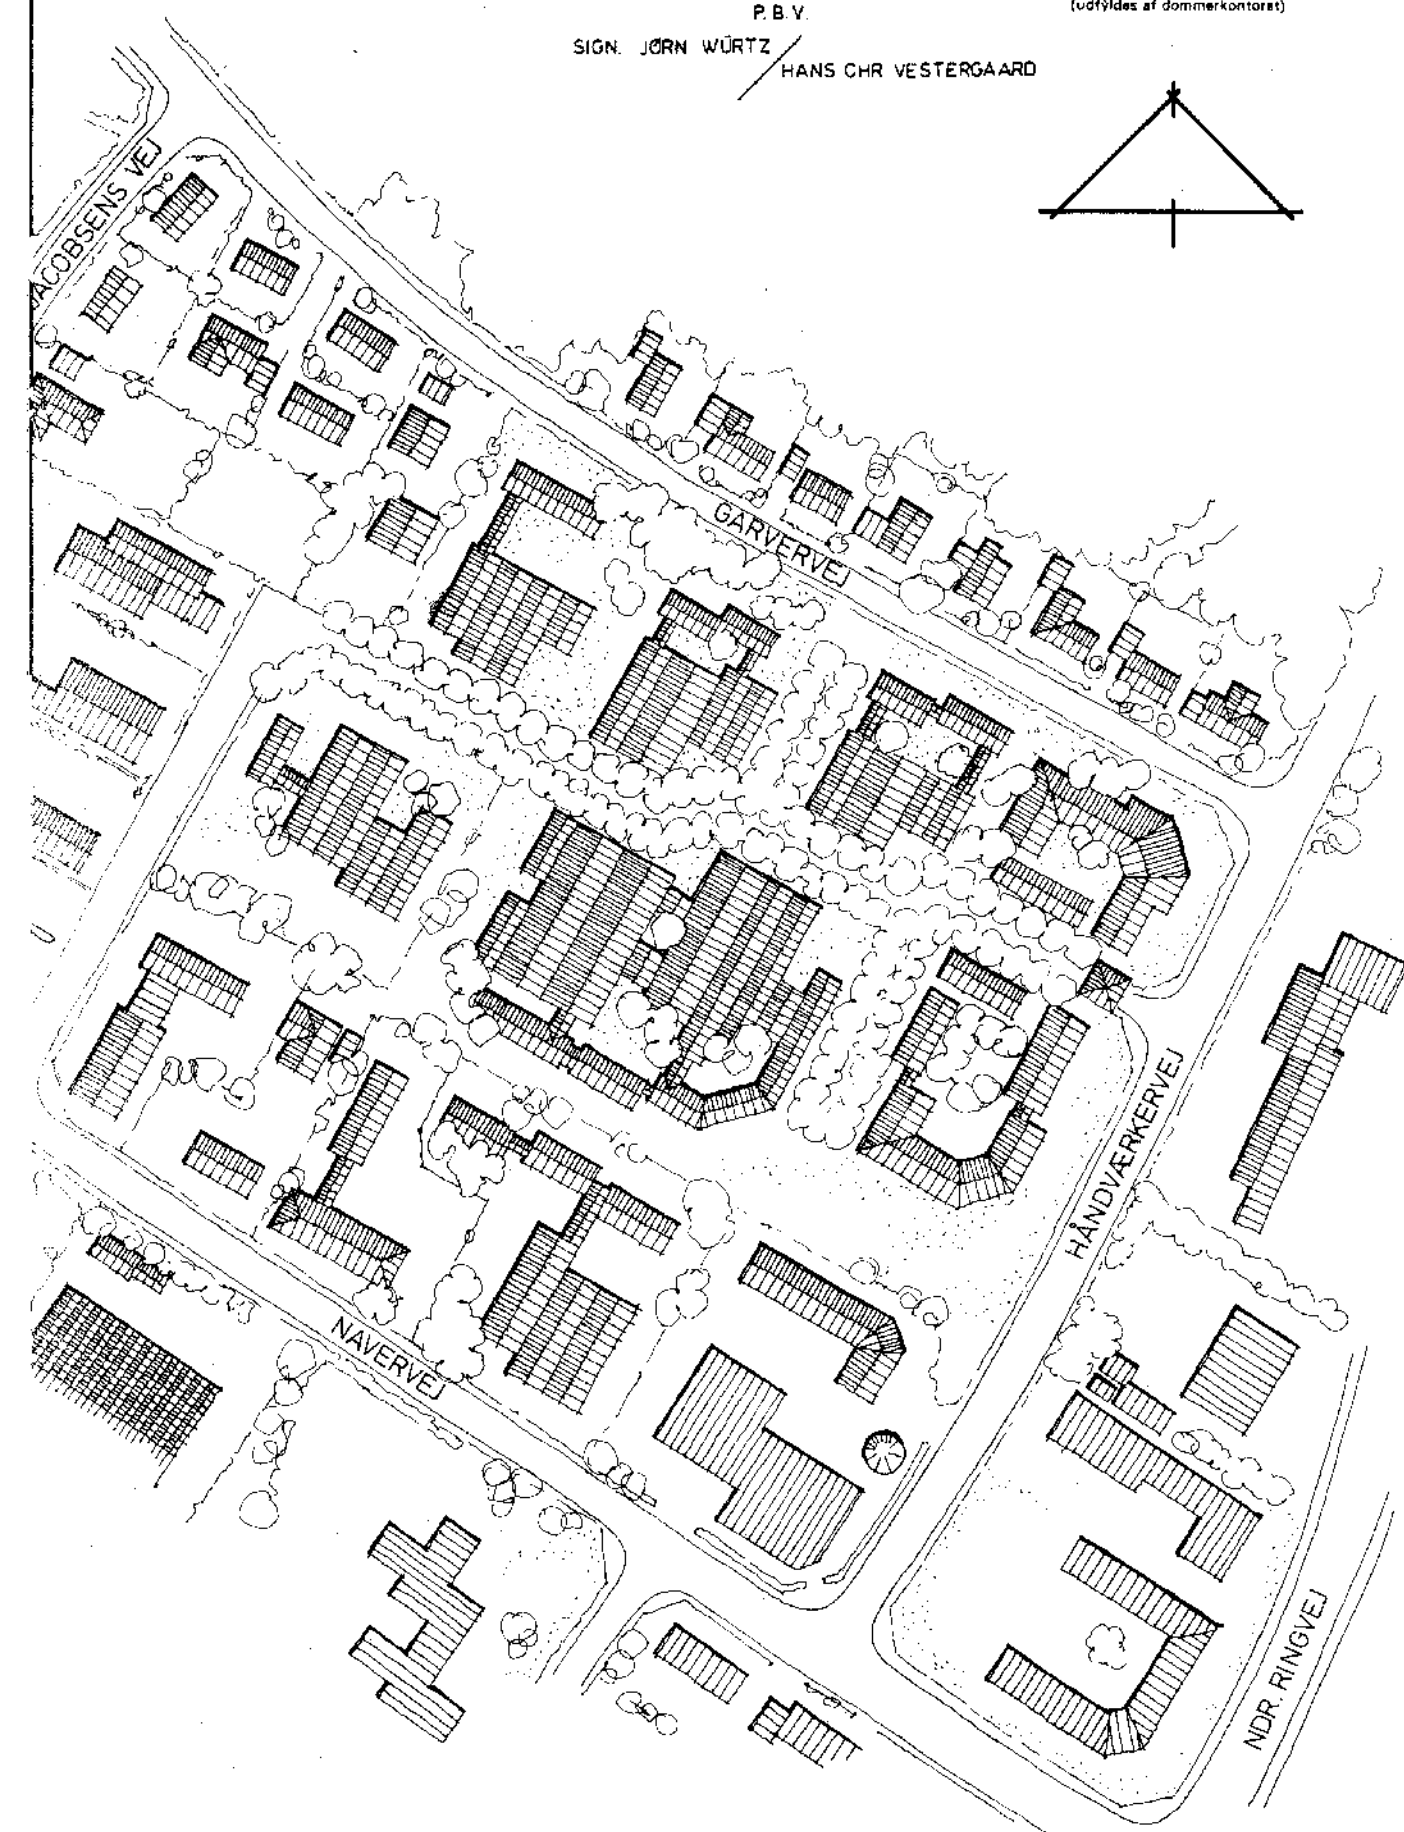 P. B. V.
(udfyldes af dommerkontoret)
SIGN. JØRN WÜRTZ
HANS CHR VESTERGAARD
JACOBSENS VEJ
GARVERVEJ
HÅNDVÆRKERVEJ
NAVERVEJ
NDR. RINGVEJ